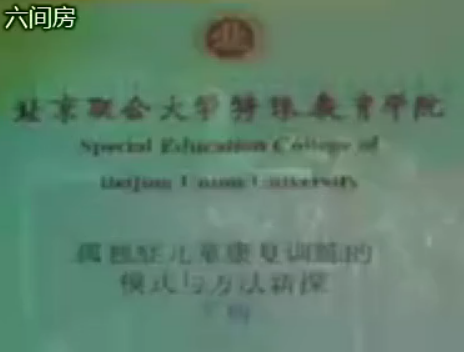 六间房
北京联合大学特殊教育学院
Special Education College of
Beijing Union University
孤独症儿童康复训练的
模式与方法新探